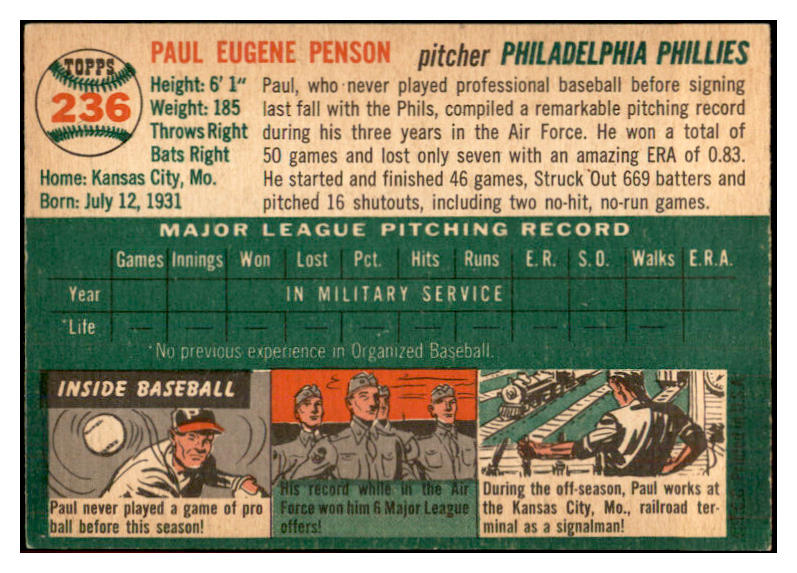 TOPPS
236
PAUL EUGENE PENSON pitcher PHILADELPHIA PHILLIES
Height: 6' 1"
Weight: 185
Throws Right
Bats Right
Home: Kansas City, Mo.
Born: July 12, 1931
Paul, who never played professional baseball before signing
last fall with the Phils, compiled a remarkable pitching record
during his three years in the Air Force. He won a total of
50 games and lost only seven with an amazing ERA of 0.83.
He started and finished 46 games, Struck Out 669 batters and
pitched 16 shutouts, including two no-hit, no-run games.
MAJOR LEAGUE PITCHING RECORD
Games Innings Won Lost Pct. Hits Runs E.R. S.O. Walks E.R.A.
Year IN MILITARY SERVICE
*Life — — — — — — — — — — —
*No previous experience in Organized Baseball.
INSIDE BASEBALL
P
Paul never played a game of pro
ball before this season!
His record while in the Air
Force won him 6 Major League
offers!
During the off-season, Paul works at
the Kansas City, Mo., railroad ter-
minal as a signalman!